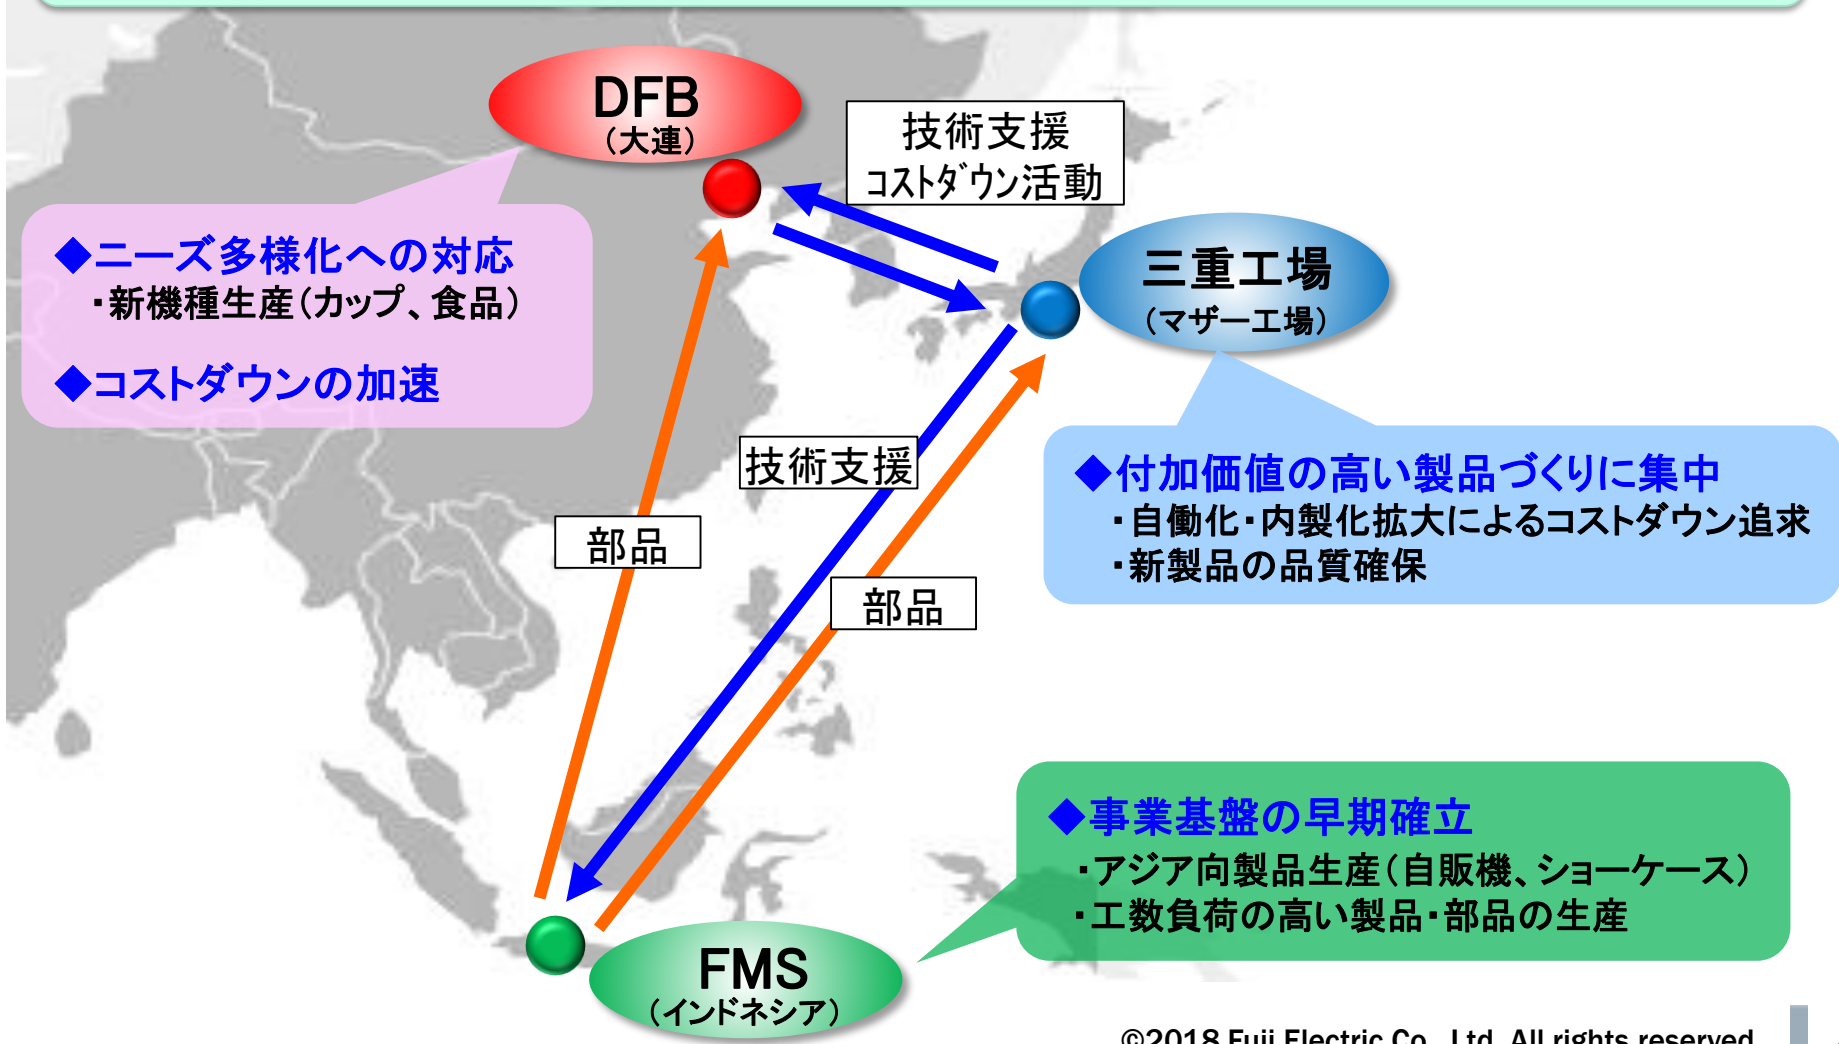 DFB
（大連）
技術支援
コストダウン活動
◆ニーズ多様化への対応
・新機種生産（カップ、食品）
◆コストダウンの加速
三重工場
（マザー工場）
技術支援
部品
部品
◆付加価値の高い製品づくりに集中
・自働化・内製化拡大によるコストダウン追求
・新製品の品質確保
◆事業基盤の早期確立
・アジア向製品生産（自販機、ショーケース）
・工数負荷の高い製品・部品の生産
FMS
（インドネシア）
©2018 Fuji Electric Co., Ltd. All rights reserved.